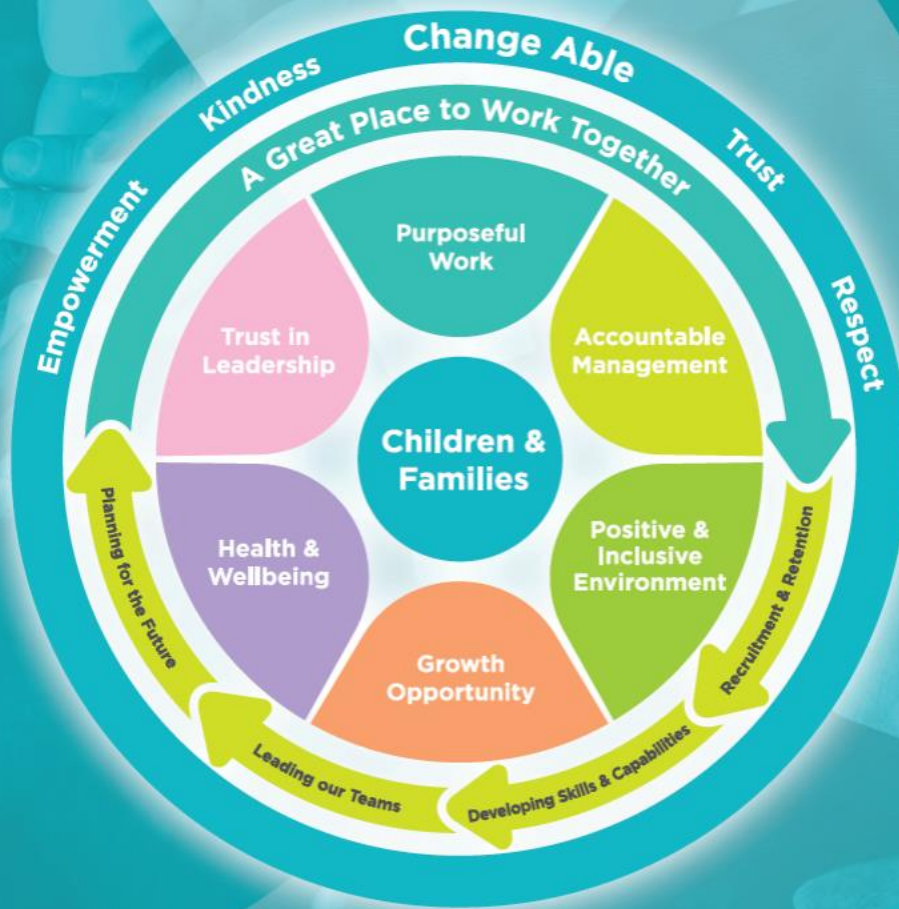 Change Able
Kindness
Trust
Empowerment
Respect
A Great Place to Work Together
Purposeful
Work
Trust in
Leadership
Accountable
Management
Children &
Families
Health &
Wellbeing
Positive &
Inclusive
Environment
Growth
Opportunity
Recruitment & Retention
Developing Skills & Capabilities
Leading our Teams
Planning for the Future